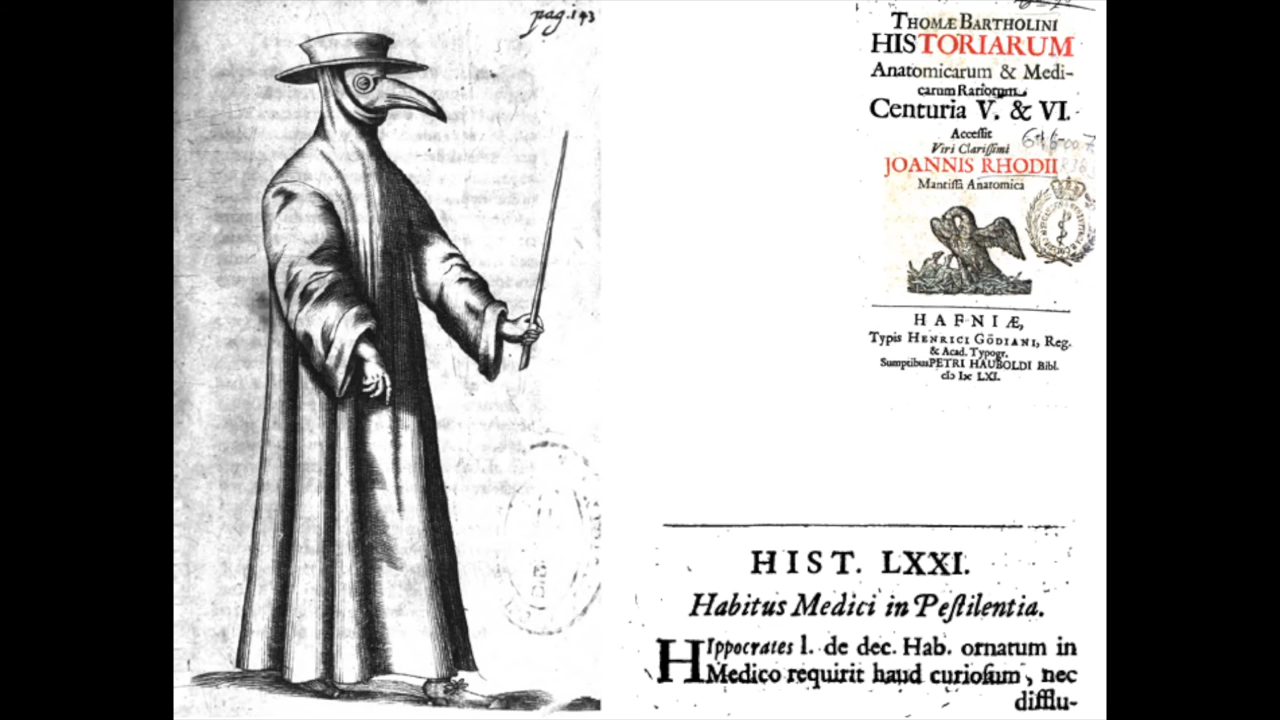 pag. 143
THOMÆ BARTHOLINI
HISTORIARUM
Anatomicarum & Medi-
carum Rariorum
Centuria V. & VI.
Acceſſit
Viri Clariſſimi
JOANNIS RHODII
Mantiſſa Anatomica
HAFNIÆ,
Typis HENRICI GÖDIANI, Reg.
& Acad. Typogr.
Sumptibus PETRI HAUBOLDI Bibl.
LXI.
HIST. LXXI.
Habitus Medici in Peſtilentia.
HIppocrates l. de dec. Hab. ornatum in
Medico requirit haud curioſum, nec
difflu-